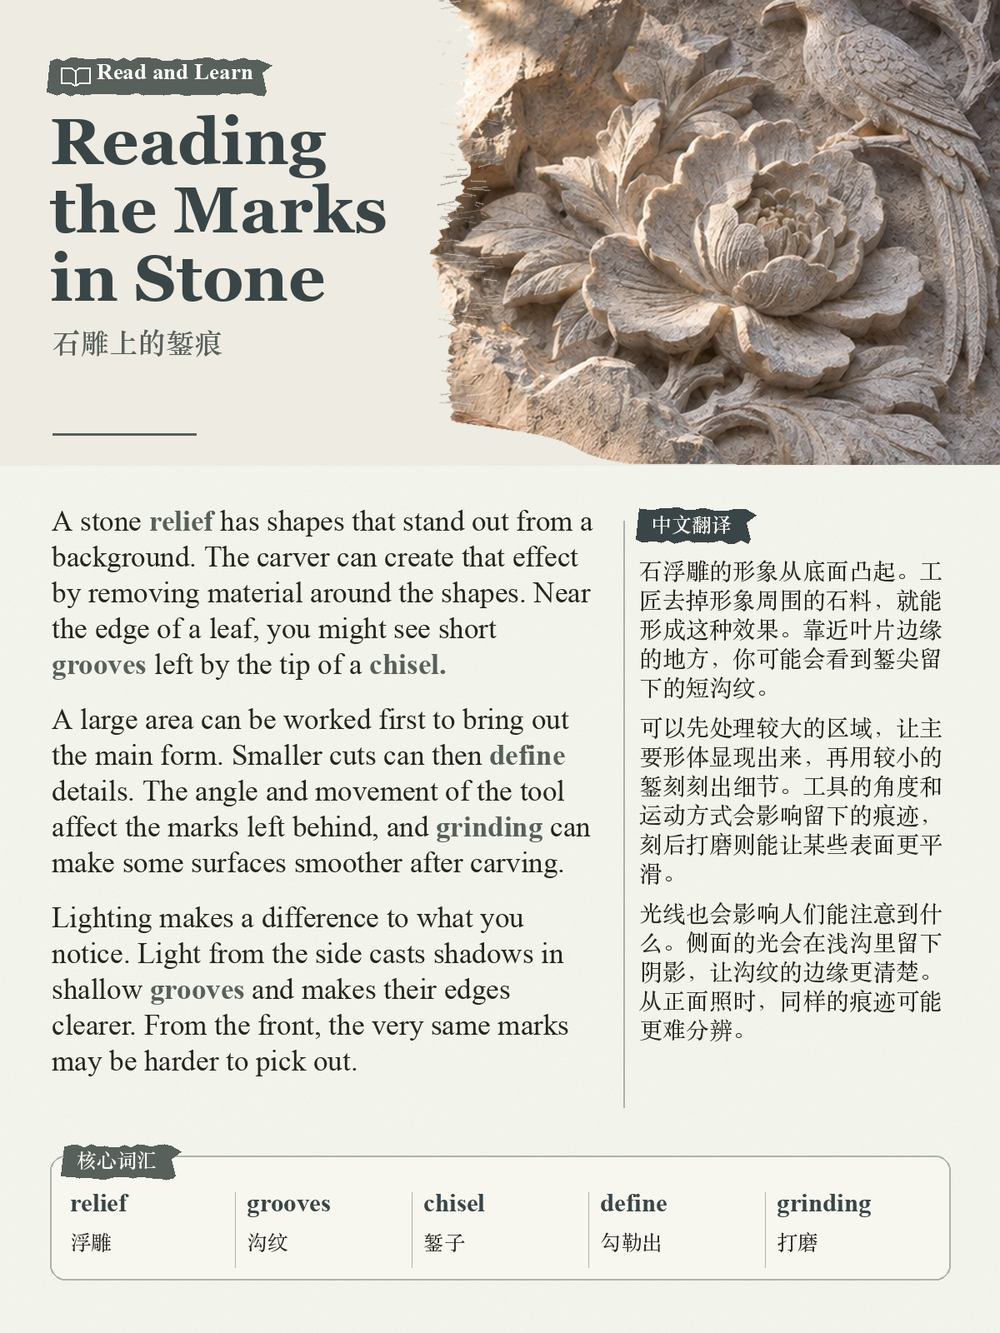 Read and Learn
Reading
the Marks
in Stone
石雕上的錾痕
A stone relief has shapes that stand out from a
background. The carver can create that effect
by removing material around the shapes. Near
the edge of a leaf, you might see short
grooves left by the tip of a chisel.
A large area can be worked first to bring out
the main form. Smaller cuts can then define
details. The angle and movement of the tool
affect the marks left behind, and grinding can
make some surfaces smoother after carving.
Lighting makes a difference to what you
notice. Light from the side casts shadows in
shallow grooves and makes their edges
clearer. From the front, the very same marks
may be harder to pick out.
中文翻译
石浮雕的形象从底面凸起。工
匠去掉形象周围的石料，就能
形成这种效果。靠近叶片边缘
的地方，你可能会看到錾尖留
下的短沟纹。
可以先处理较大的区域，让主
要形体显现出来，再用较小的
錾刻刻出细节。工具的角度和
运动方式会影响留下的痕迹，
刻后打磨则能让某些表面更平
滑。
光线也会影响人们能注意到什
么。侧面的光会在浅沟里留下
阴影，让沟纹的边缘更清楚。
从正面照时，同样的痕迹可能
更难分辨。
核心词汇
relief
浮雕
grooves
沟纹
chisel
錾子
define
勾勒出
grinding
打磨